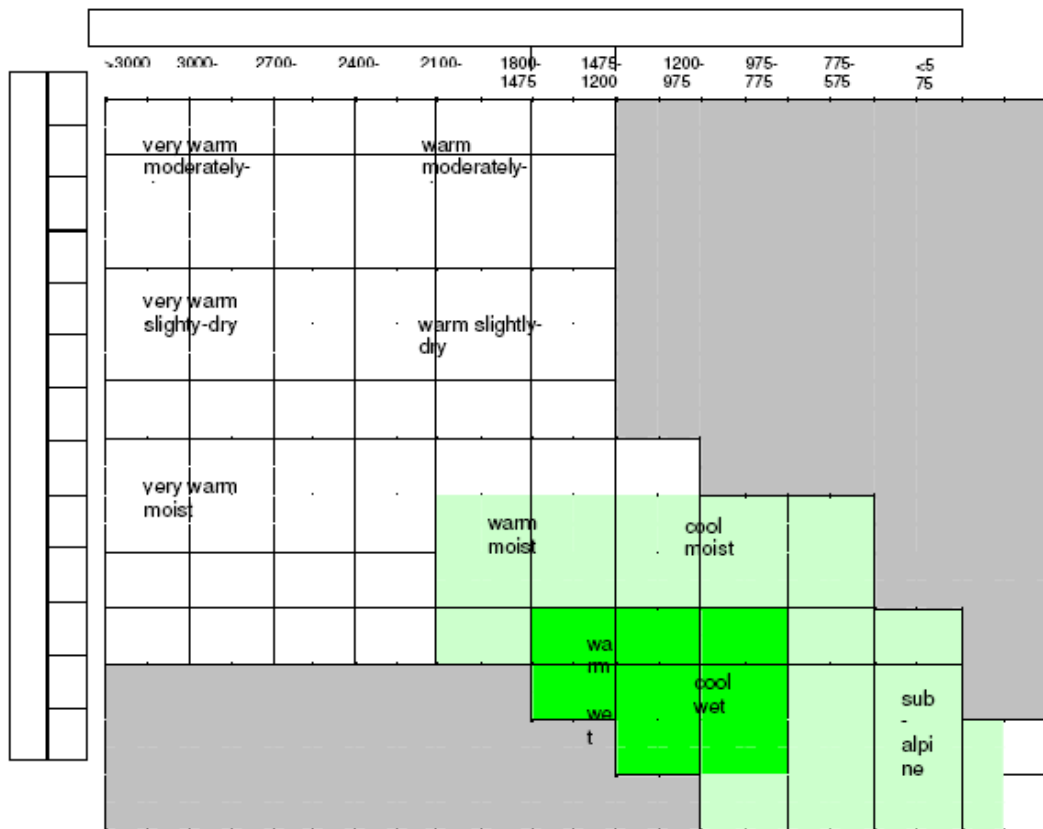 >3000 3000- 2700- 2400- 2100- 1800- 1475- 1200- 975- 775- <5
1475 1200 975 775 575 75
very warm
moderately-
warm
moderately-
very warm
slighty-dry
warm slightly-
dry
very warm
moist
warm
moist
cool
moist
wa
rm
we
t
cool
wet
sub
-
alpi
ne